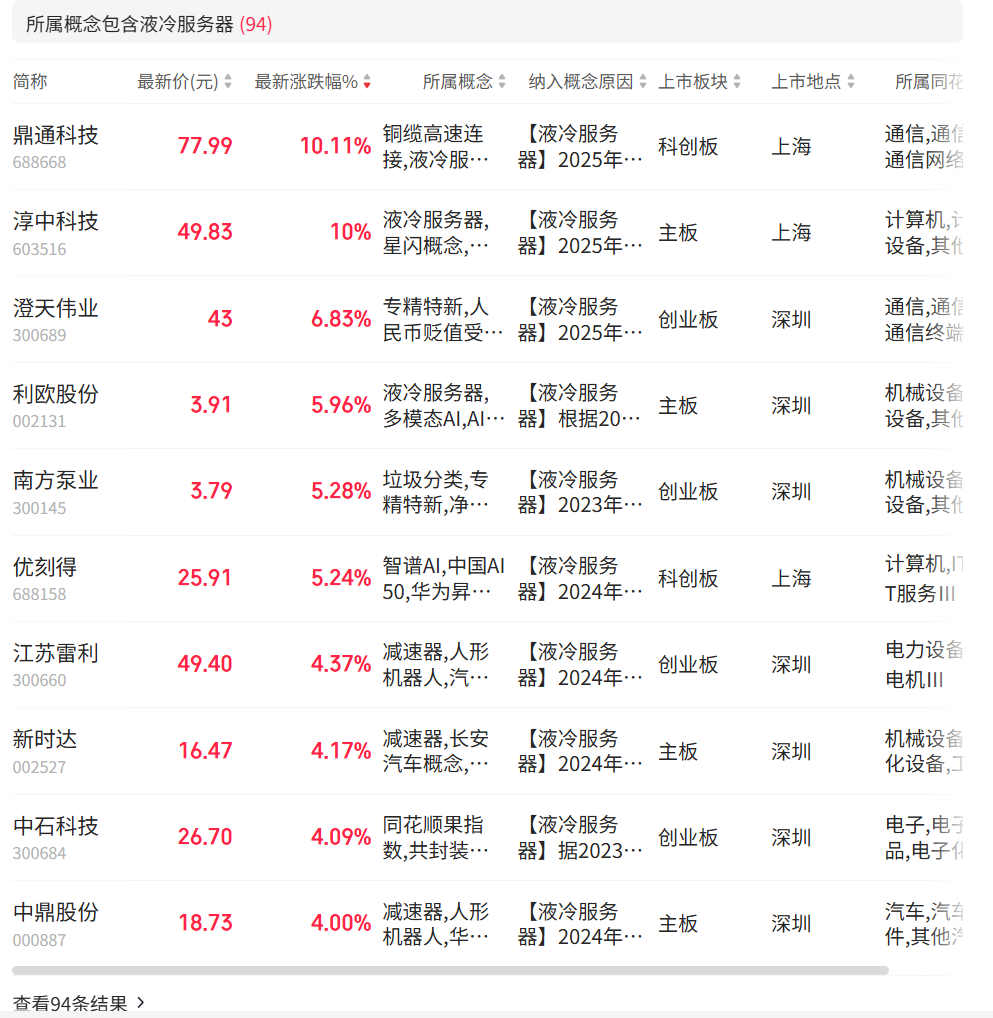 所属概念包含液冷服务器 (94)
简称 最新价(元) 最新涨跌幅% 所属概念 纳入概念原因 上市板块 上市地点 所属同花
鼎通科技 688668 77.99 10.11% 铜缆高速连 接,液冷服… 【液冷服务 器】2025年… 科创板 上海 通信,通信 通信网络
淳中科技 603516 49.83 10% 液冷服务器, 星闪概念,… 【液冷服务 器】2025年… 主板 上海 计算机,计 设备,其他
澄天伟业 300689 43 6.83% 专精特新,人 民币贬值受… 【液冷服务 器】2025年… 创业板 深圳 通信,通信 通信终端
利欧股份 002131 3.91 5.96% 液冷服务器, 多模态AI,AI… 【液冷服务 器】根据20… 主板 深圳 机械设备 设备,其他
南方泵业 300145 3.79 5.28% 垃圾分类,专 精特新,净… 【液冷服务 器】2023年… 创业板 深圳 机械设备 设备,其他
优刻得 688158 25.91 5.24% 智谱AI,中国AI 50,华为昇… 【液冷服务 器】2024年… 科创板 上海 计算机,IT T服务Ⅲ
江苏雷利 300660 49.40 4.37% 减速器,人形 机器人,汽… 【液冷服务 器】2024年… 创业板 深圳 电力设备 电机Ⅲ
新时达 002527 16.47 4.17% 减速器,长安 汽车概念,… 【液冷服务 器】2024年… 主板 深圳 机械设备 化设备,工
中石科技 300684 26.70 4.09% 同花顺果指 数,共封装… 【液冷服务 器】据2023… 创业板 深圳 电子,电子 品,电子化
中鼎股份 000887 18.73 4.00% 减速器,人形 机器人,华… 【液冷服务 器】2024年… 主板 深圳 汽车,汽车 件,其他汽
查看94条结果